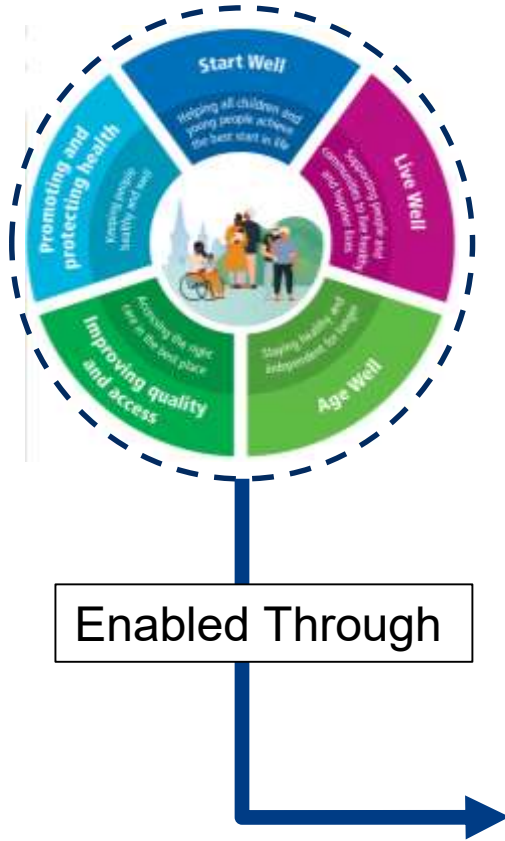 Start Well
Helping all children and
young people achieve
the best start in life
Live Well
Supporting people and
communities to live healthy
and happier lives
Age Well
Staying healthy and
independent for longer
Improving quality
and access
Accessing the right
care in the best place
Promoting and
protecting health
Keeping people
healthy and well
Enabled Through